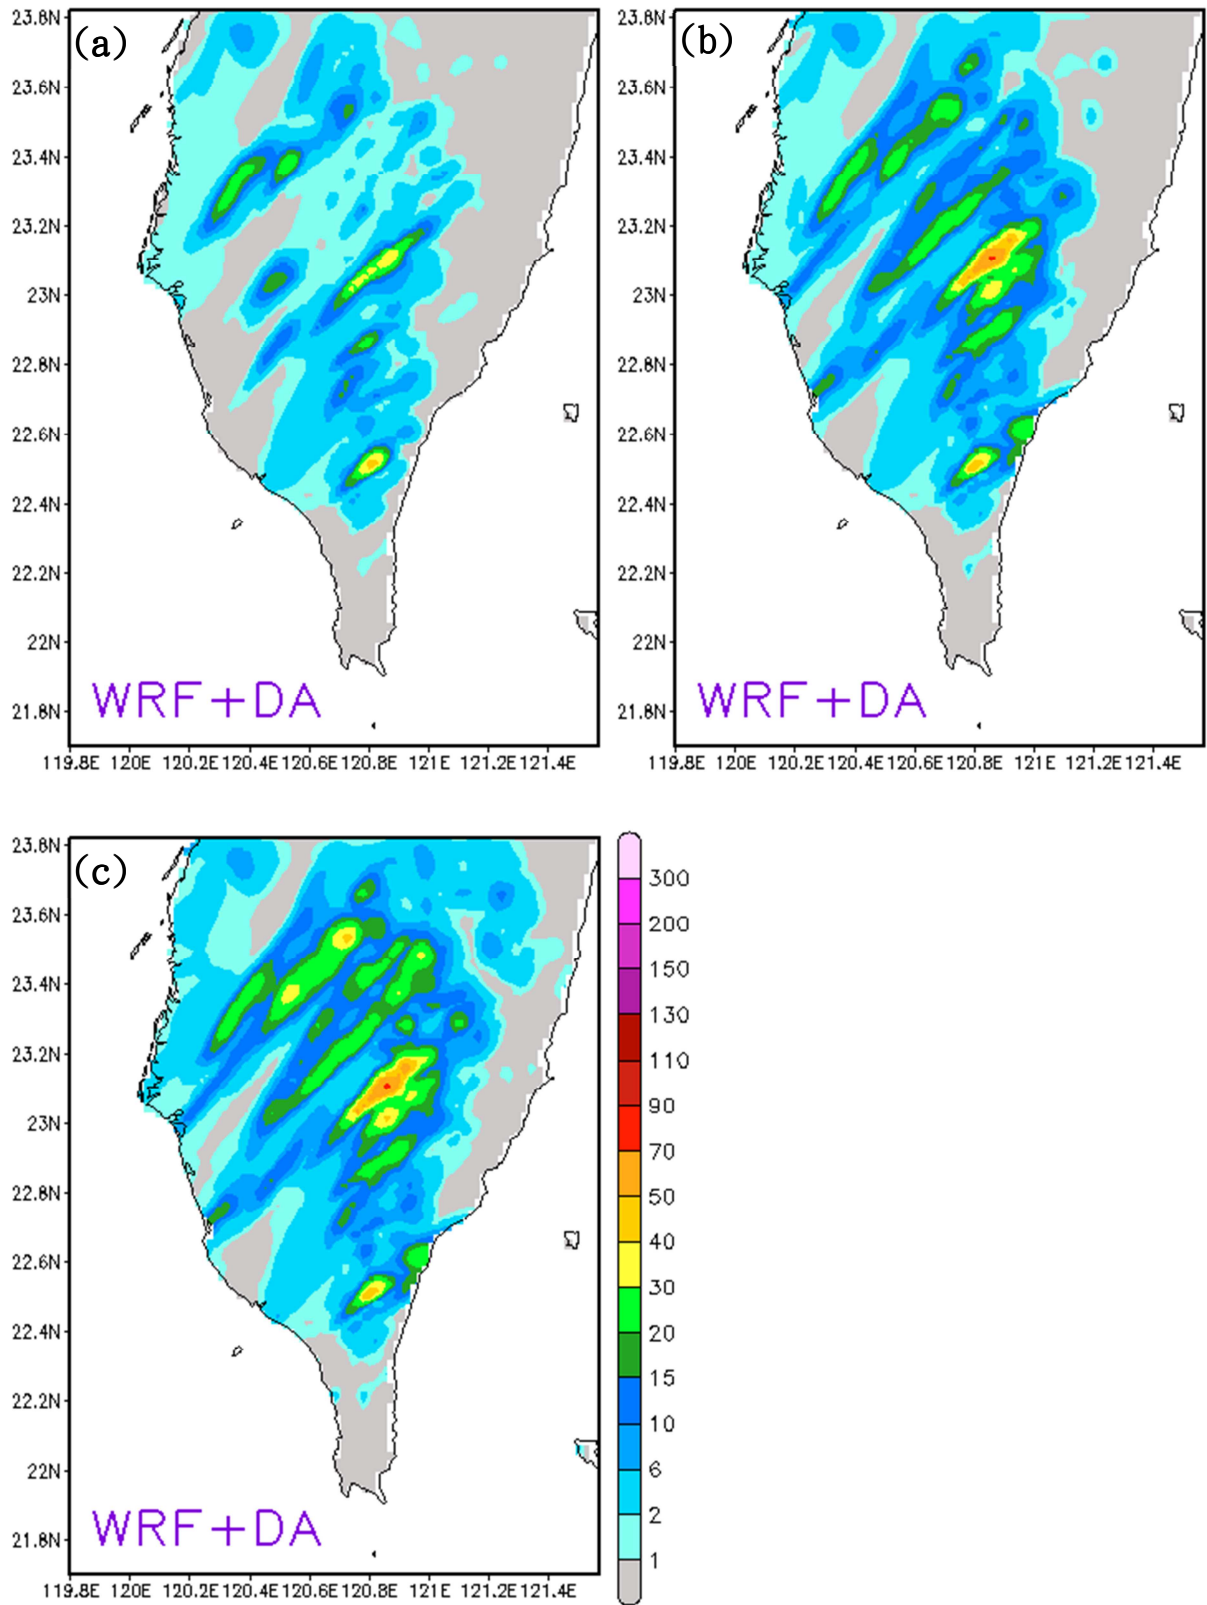 (a)
23.8N
23.6N
23.4N
23.2N
23N
22.8N
22.6N
22.4N
22.2N
22N
21.8N
WRF+DA
119.8E 120E 120.2E 120.4E 120.6E 120.8E 121E 121.2E 121.4E
(b)
23.8N
23.6N
23.4N
23.2N
23N
22.8N
22.6N
22.4N
22.2N
22N
21.8N
WRF+DA
119.8E 120E 120.2E 120.4E 120.6E 120.8E 121E 121.2E 121.4E
(c)
23.8N
23.6N
23.4N
23.2N
23N
22.8N
22.6N
22.4N
22.2N
22N
21.8N
WRF+DA
119.8E 120E 120.2E 120.4E 120.6E 120.8E 121E 121.2E 121.4E
300
200
150
130
110
90
70
50
40
30
20
15
10
6
2
1